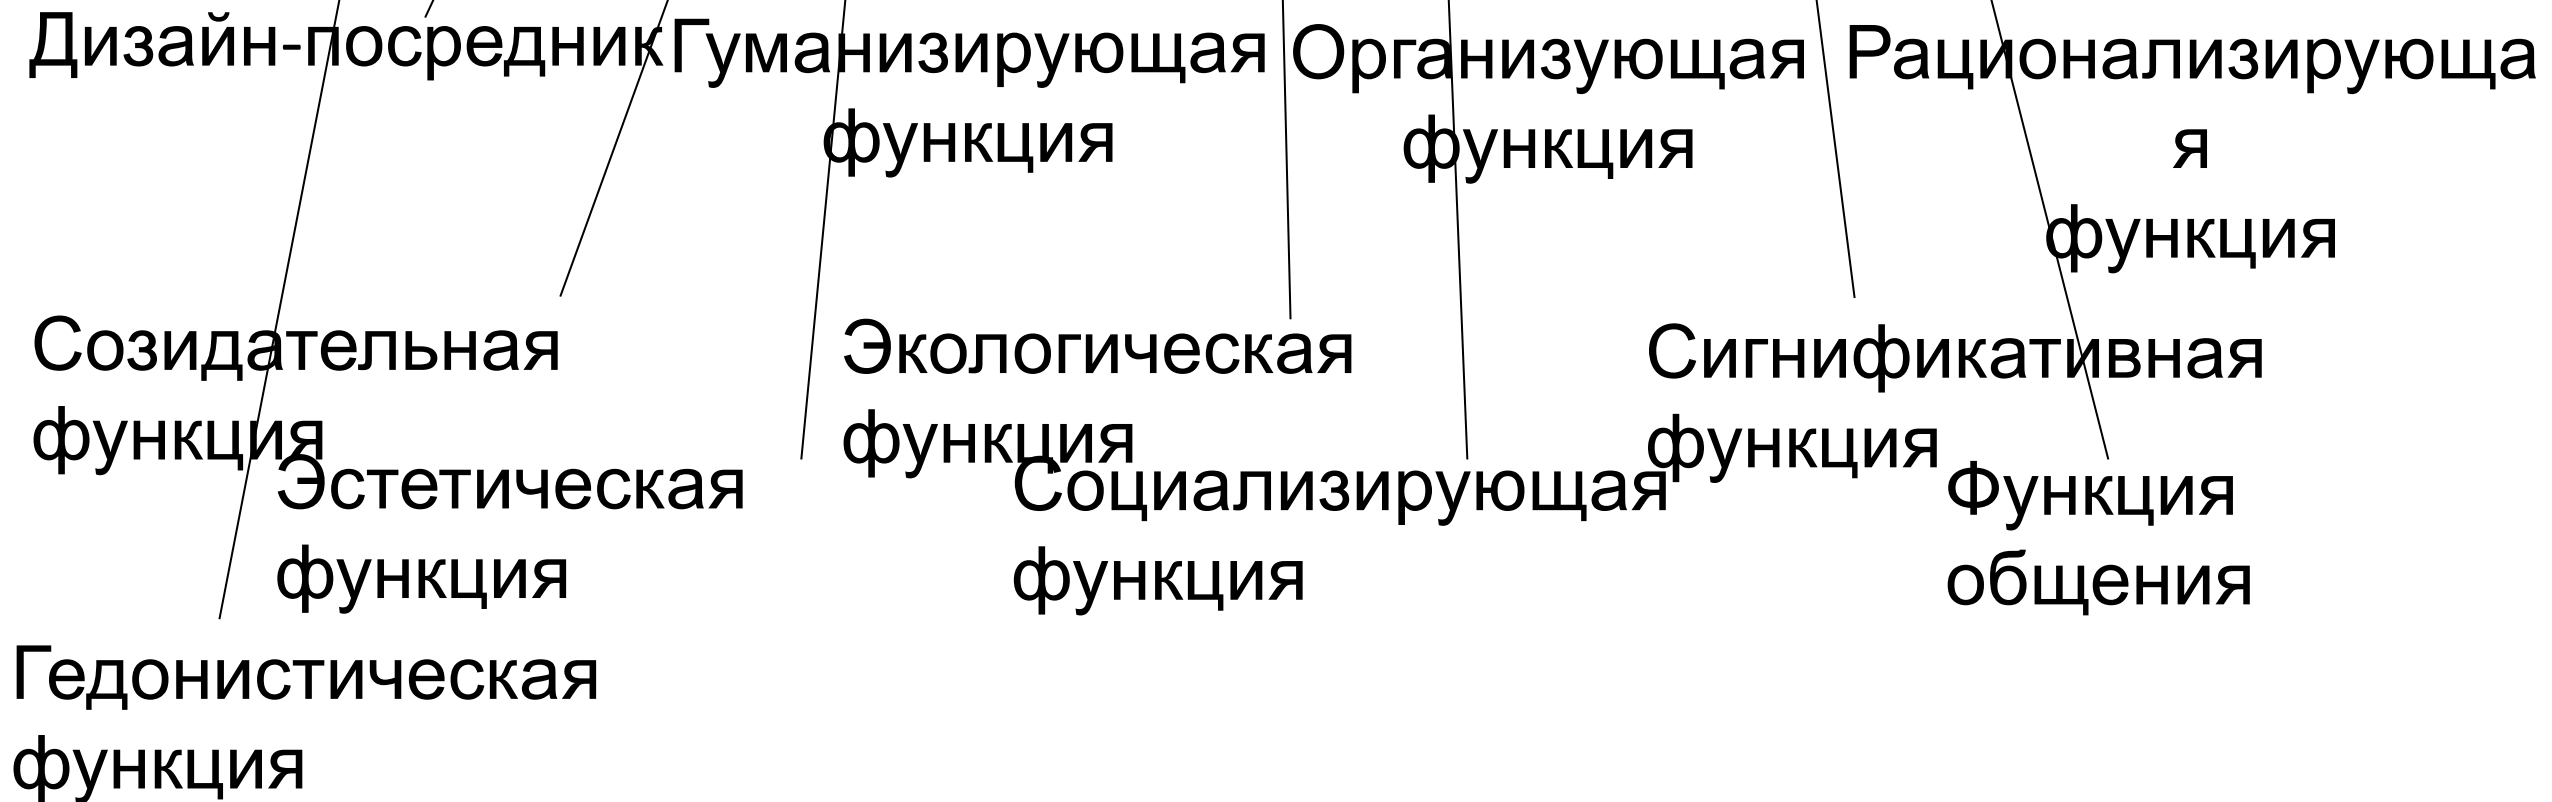 Дизайн-посредник
Гуманизирующая
функция
Организующая
функция
Рационализирующа
я
функция
Созидательная
функция
Экологическая
функция
Сигнификативная
функция
Эстетическая
функция
Социализирующая
функция
Функция
общения
Гедонистическая
функция